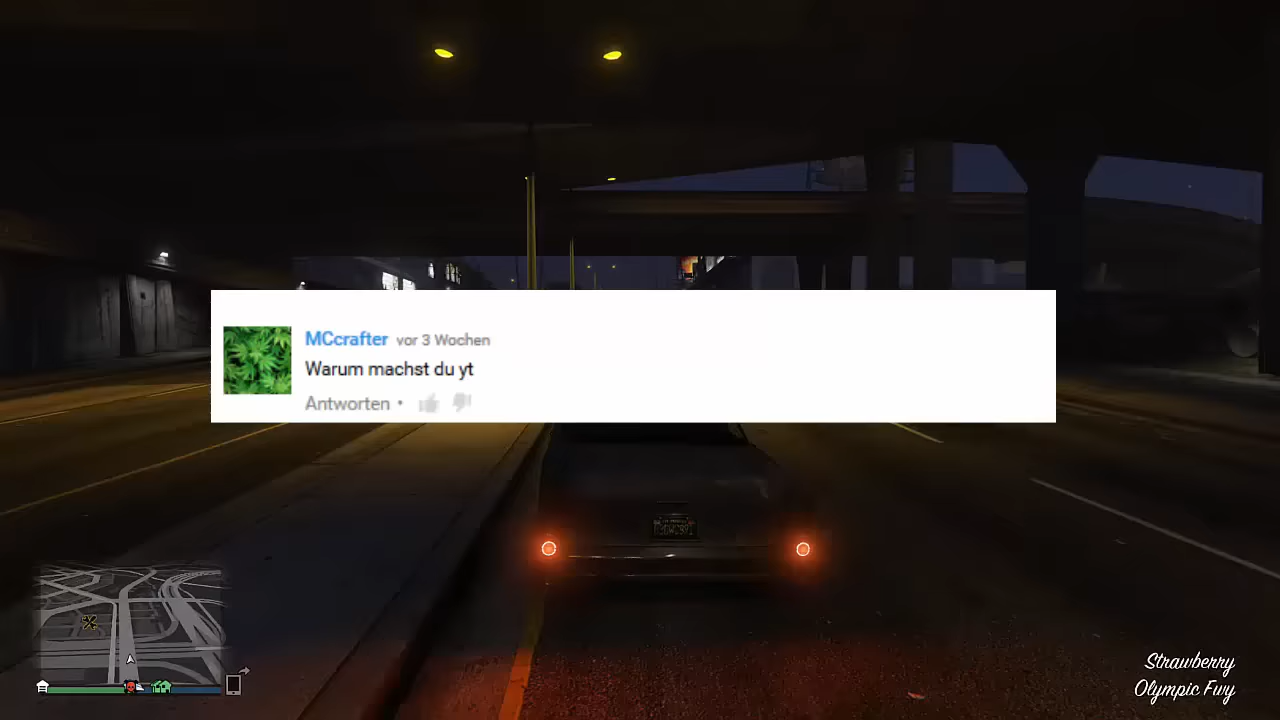 MCcrafter vor 3 Wochen
Warum machst du yt
Antworten •
Strawberry
Olympic Fwy